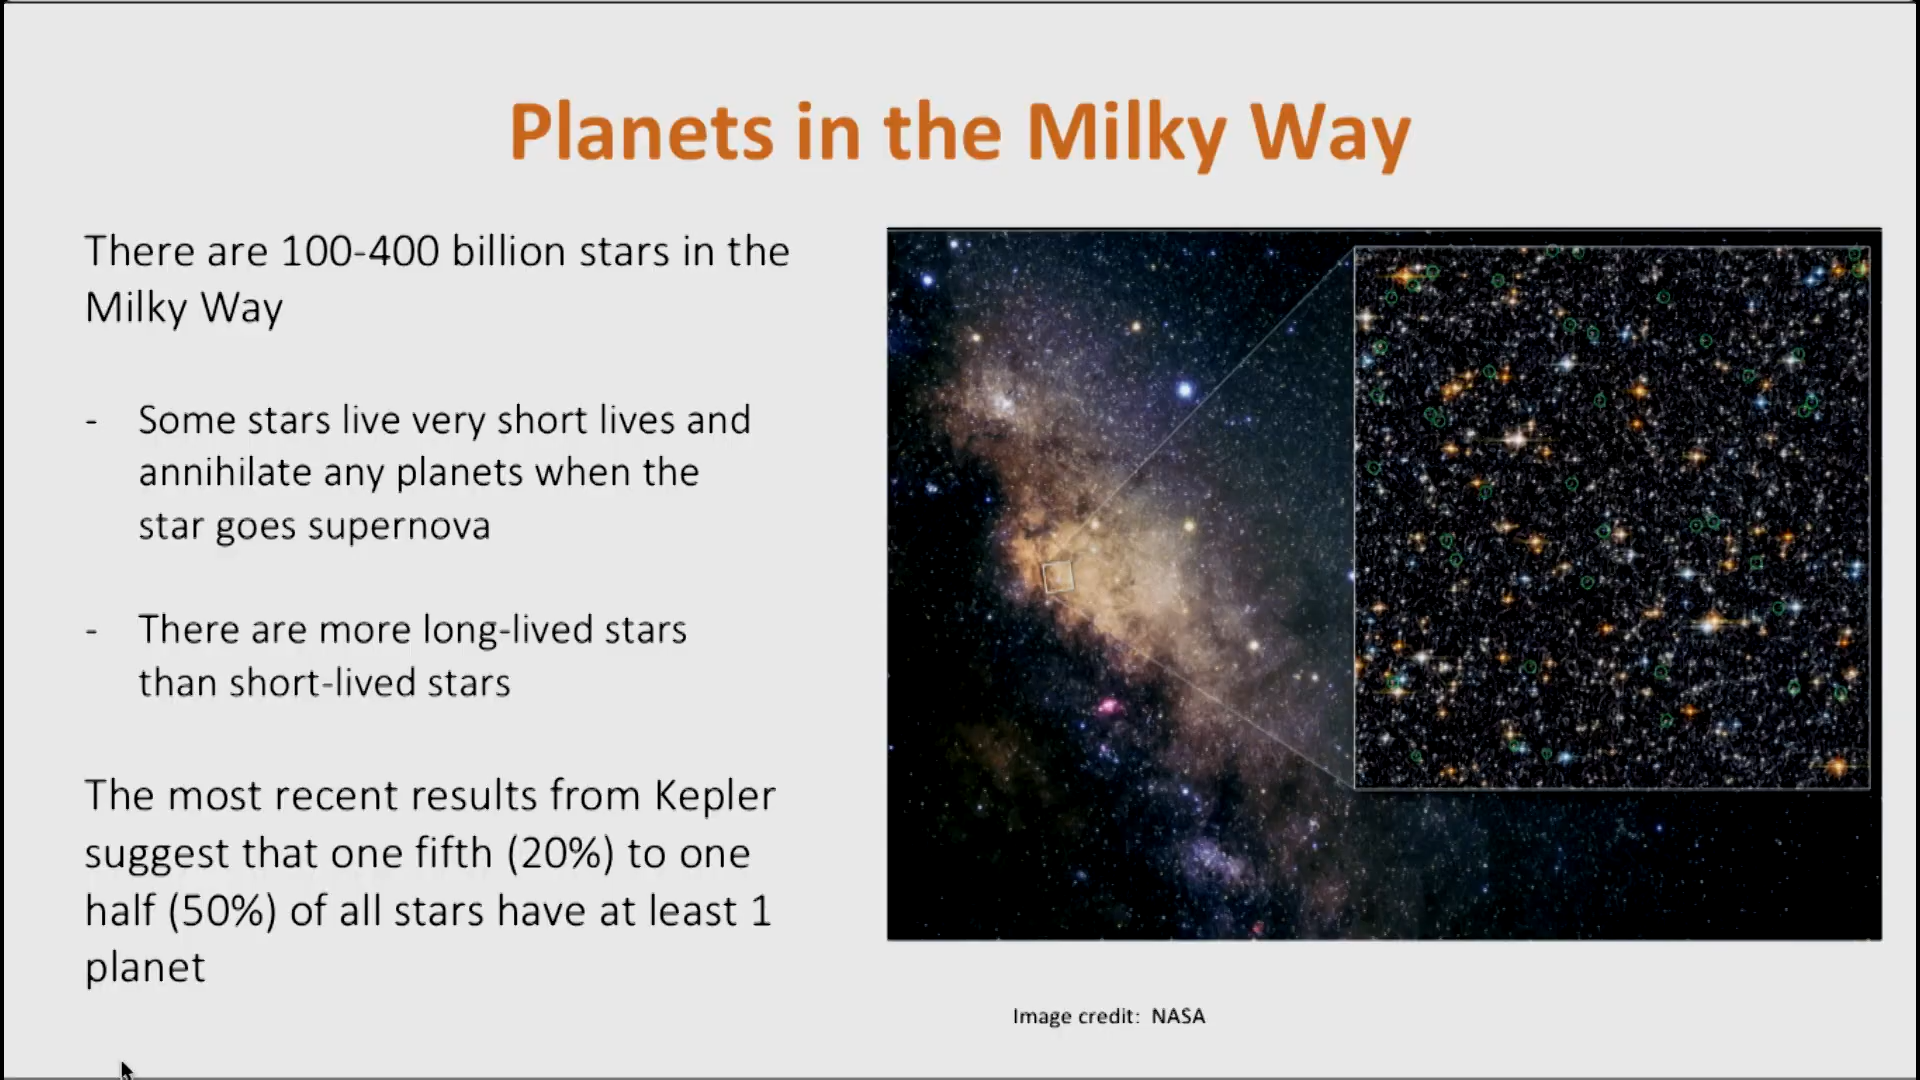 Planets in the Milky Way
There are 100-400 billion stars in the
Milky Way
- Some stars live very short lives and
annihilate any planets when the
star goes supernova
- There are more long-lived stars
than short-lived stars
The most recent results from Kepler
suggest that one fifth (20%) to one
half (50%) of all stars have at least 1
planet
Image credit: NASA